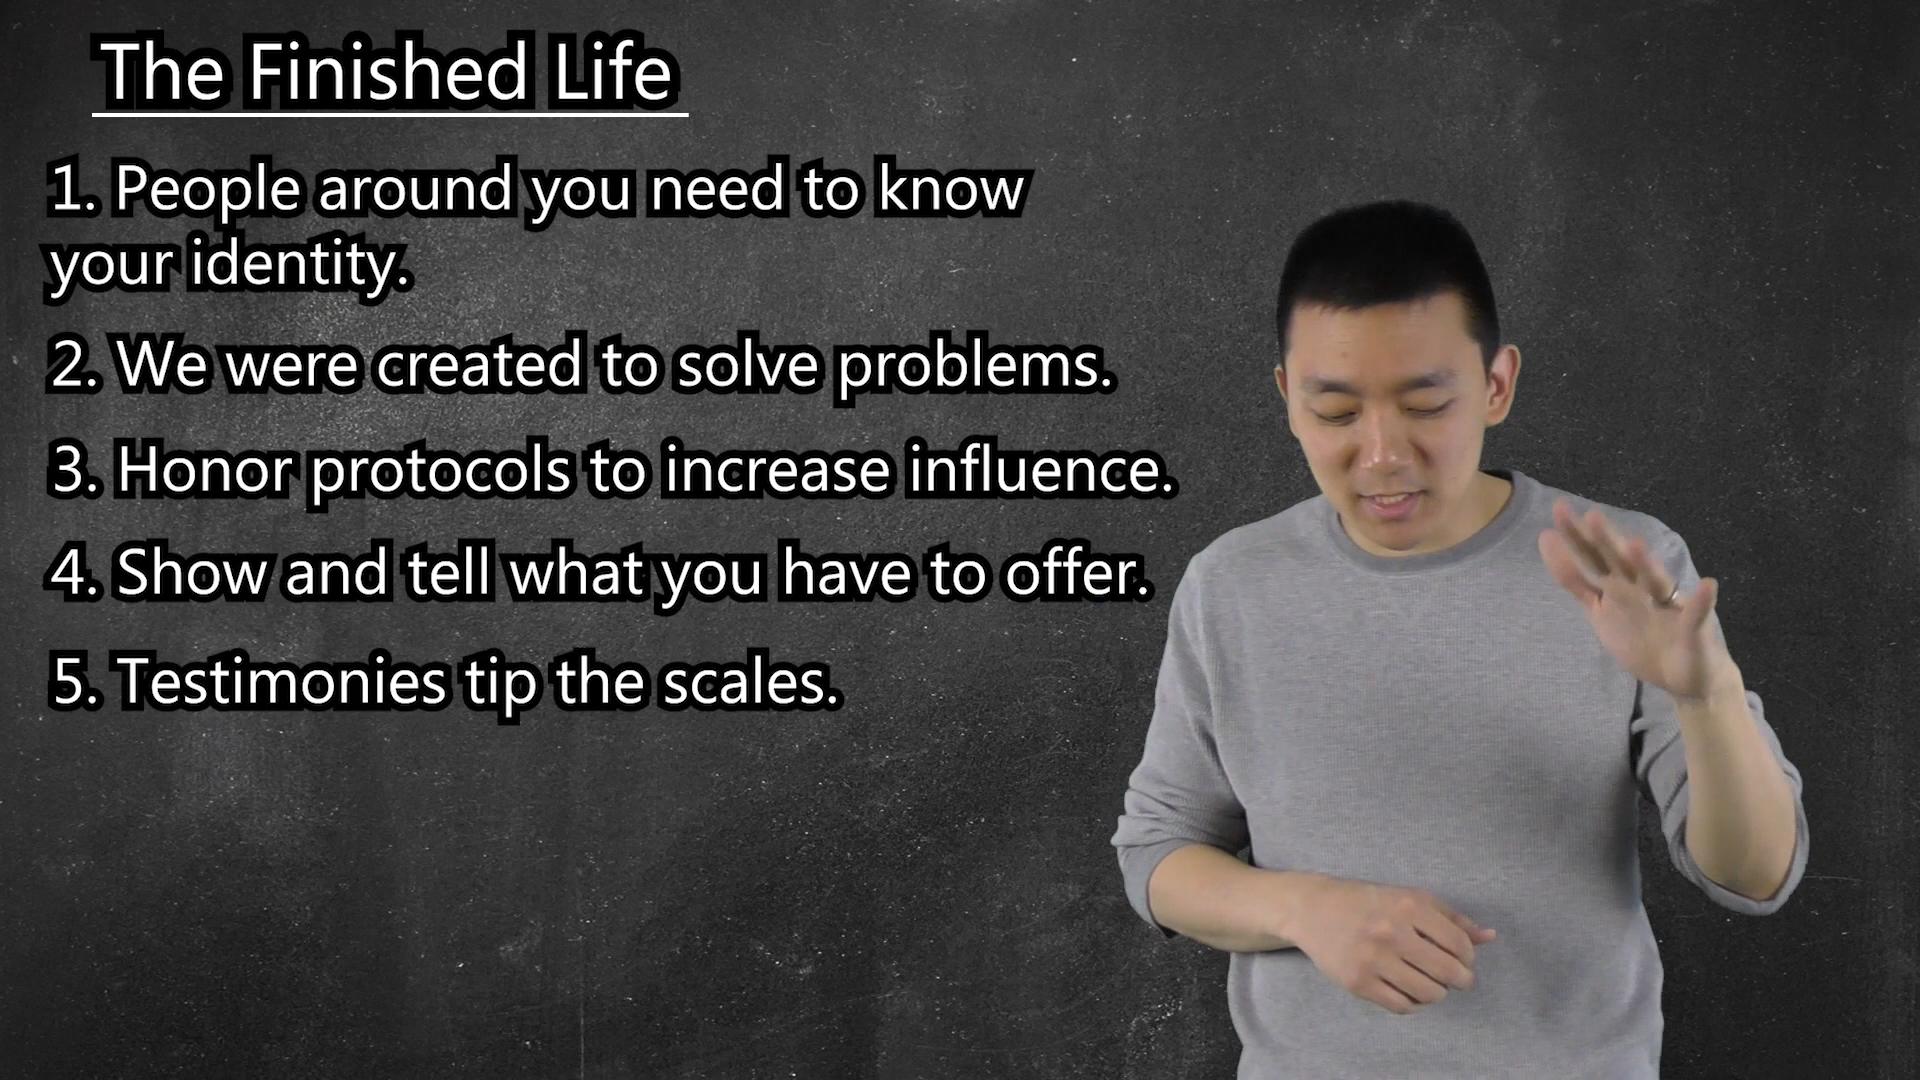 The Finished Life
1. People around you need to know
your identity.
2. We were created to solve problems.
3. Honor protocols to increase influence.
4. Show and tell what you have to offer.
5. Testimonies tip the scales.